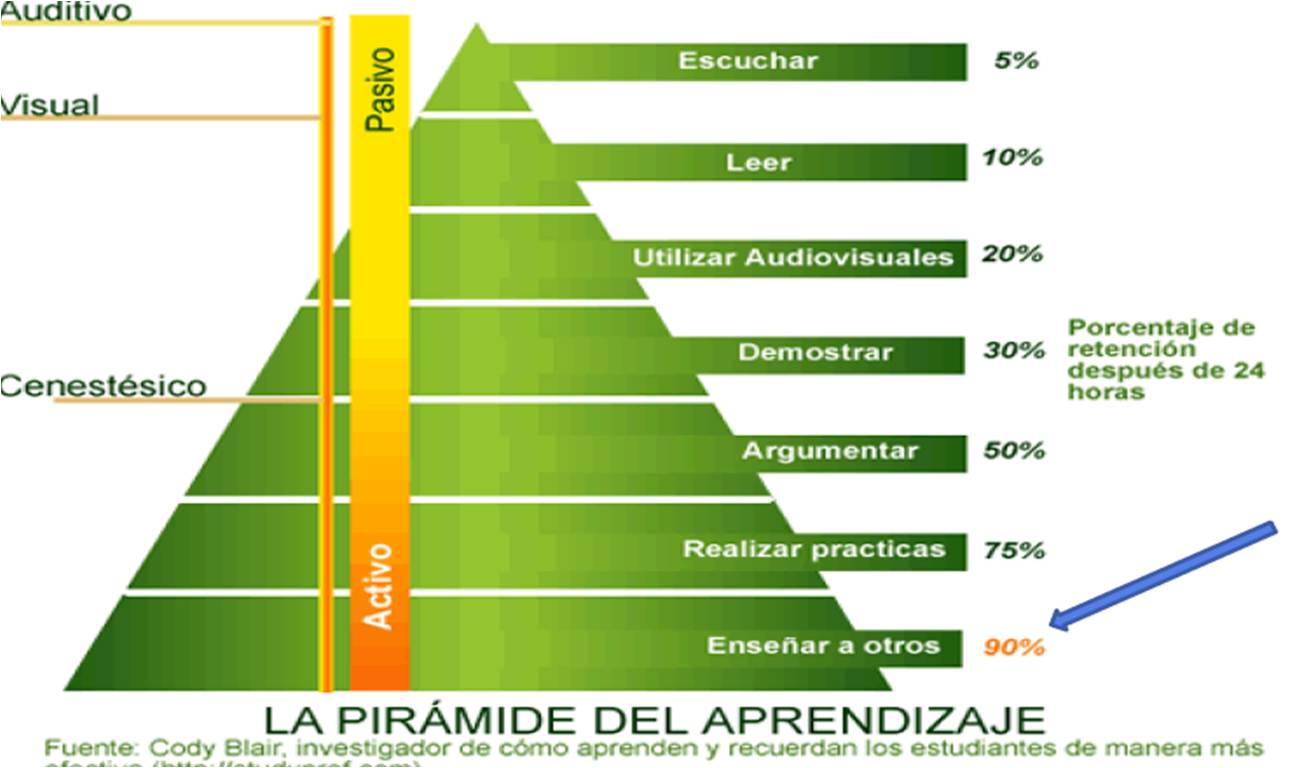 Auditivo
Visual
Cenestésico
Pasivo
Activo
Escuchar 5%
Leer 10%
Utilizar Audiovisuales 20%
Demostrar 30%
Argumentar 50%
Realizar practicas 75%
Enseñar a otros 90%
Porcentaje de
retención
después de 24
horas
LA PIRÁMIDE DEL APRENDIZAJE
Fuente: Cody Blair, investigador de cómo aprenden y recuerdan los estudiantes de manera más